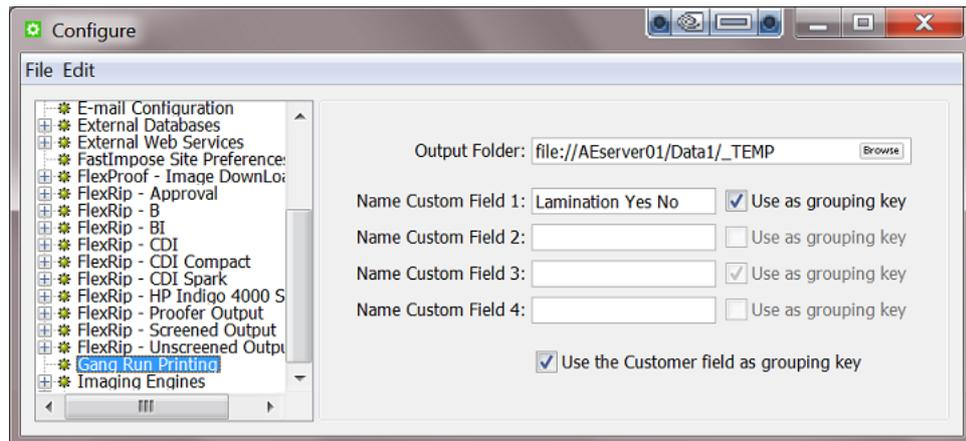 Configure
File Edit
E-mail Configuration
External Databases
External Web Services
FastImpose Site Preferences
FlexProof - Image DownLoa
FlexRip - Approval
FlexRip - B
FlexRip - BI
FlexRip - CDI
FlexRip - CDI Compact
FlexRip - CDI Spark
FlexRip - HP Indigo 4000 S
FlexRip - Proofer Output
FlexRip - Screened Output
FlexRip - Unscreened Outpu
Gang Run Printing
Imaging Engines
Output Folder: file://AEserver01/Data1/_TEMP Browse
Name Custom Field 1: Lamination Yes No Use as grouping key
Name Custom Field 2: Use as grouping key
Name Custom Field 3: Use as grouping key
Name Custom Field 4: Use as grouping key
Use the Customer field as grouping key